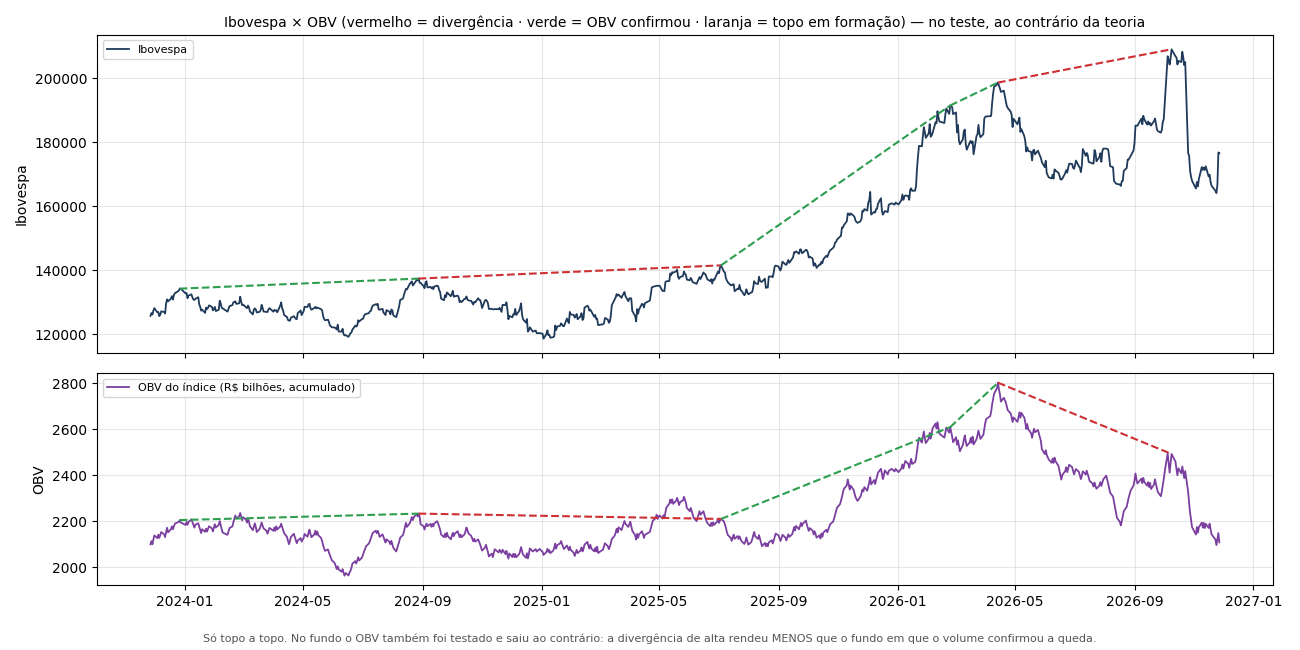 Ibovespa × OBV (vermelho = divergência · verde = OBV confirmou · laranja = topo em formação) — no teste, ao contrário da teoria
Ibovespa
200000
180000
160000
140000
120000
Ibovespa
OBV do índice (R$ bilhões, acumulado)
2800
2600
2400
2200
2000
OBV
2024-01 2024-05 2024-09 2025-01 2025-05 2025-09 2026-01 2026-05 2026-09 2027-01
Só topo a topo. No fundo o OBV também foi testado e saiu ao contrário: a divergência de alta rendeu MENOS que o fundo em que o volume confirmou a queda.